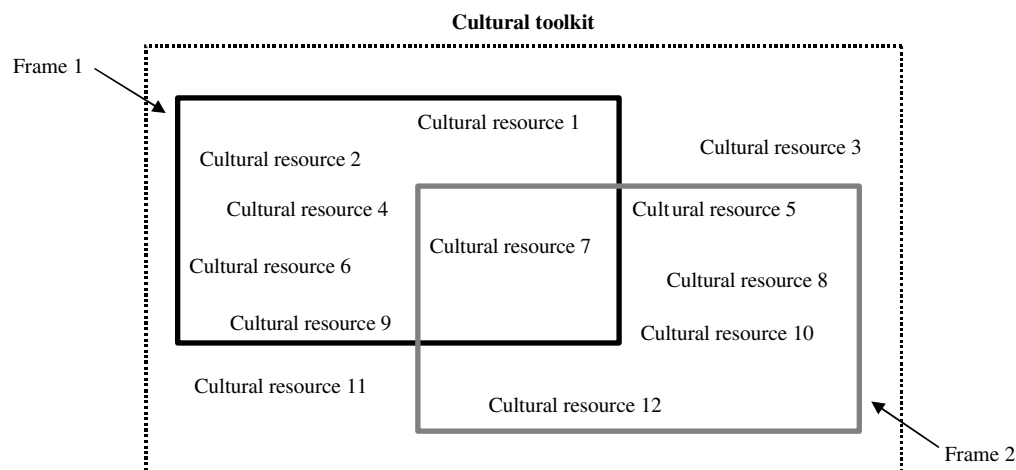 Cultural toolkit
Frame 1
Cultural resource 1
Cultural resource 3
Cultural resource 2
Cultural resource 4
Cultural resource 5
Cultural resource 7
Cultural resource 6
Cultural resource 8
Cultural resource 9
Cultural resource 10
Cultural resource 11
Cultural resource 12
Frame 2